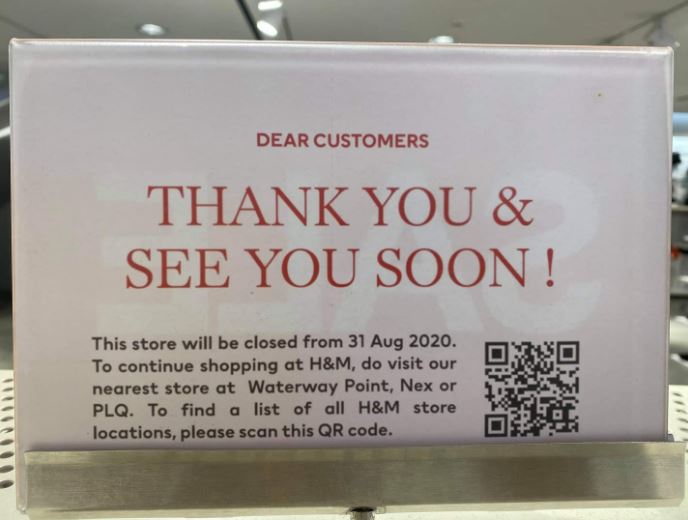 DEAR CUSTOMERS
THANK YOU &
SEE YOU SOON !
SALE
This store will be closed from 31 Aug 2020.
To continue shopping at H&M, do visit our
nearest store at Waterway Point, Nex or
PLQ. To find a list of all H&M store
locations, please scan this QR code.